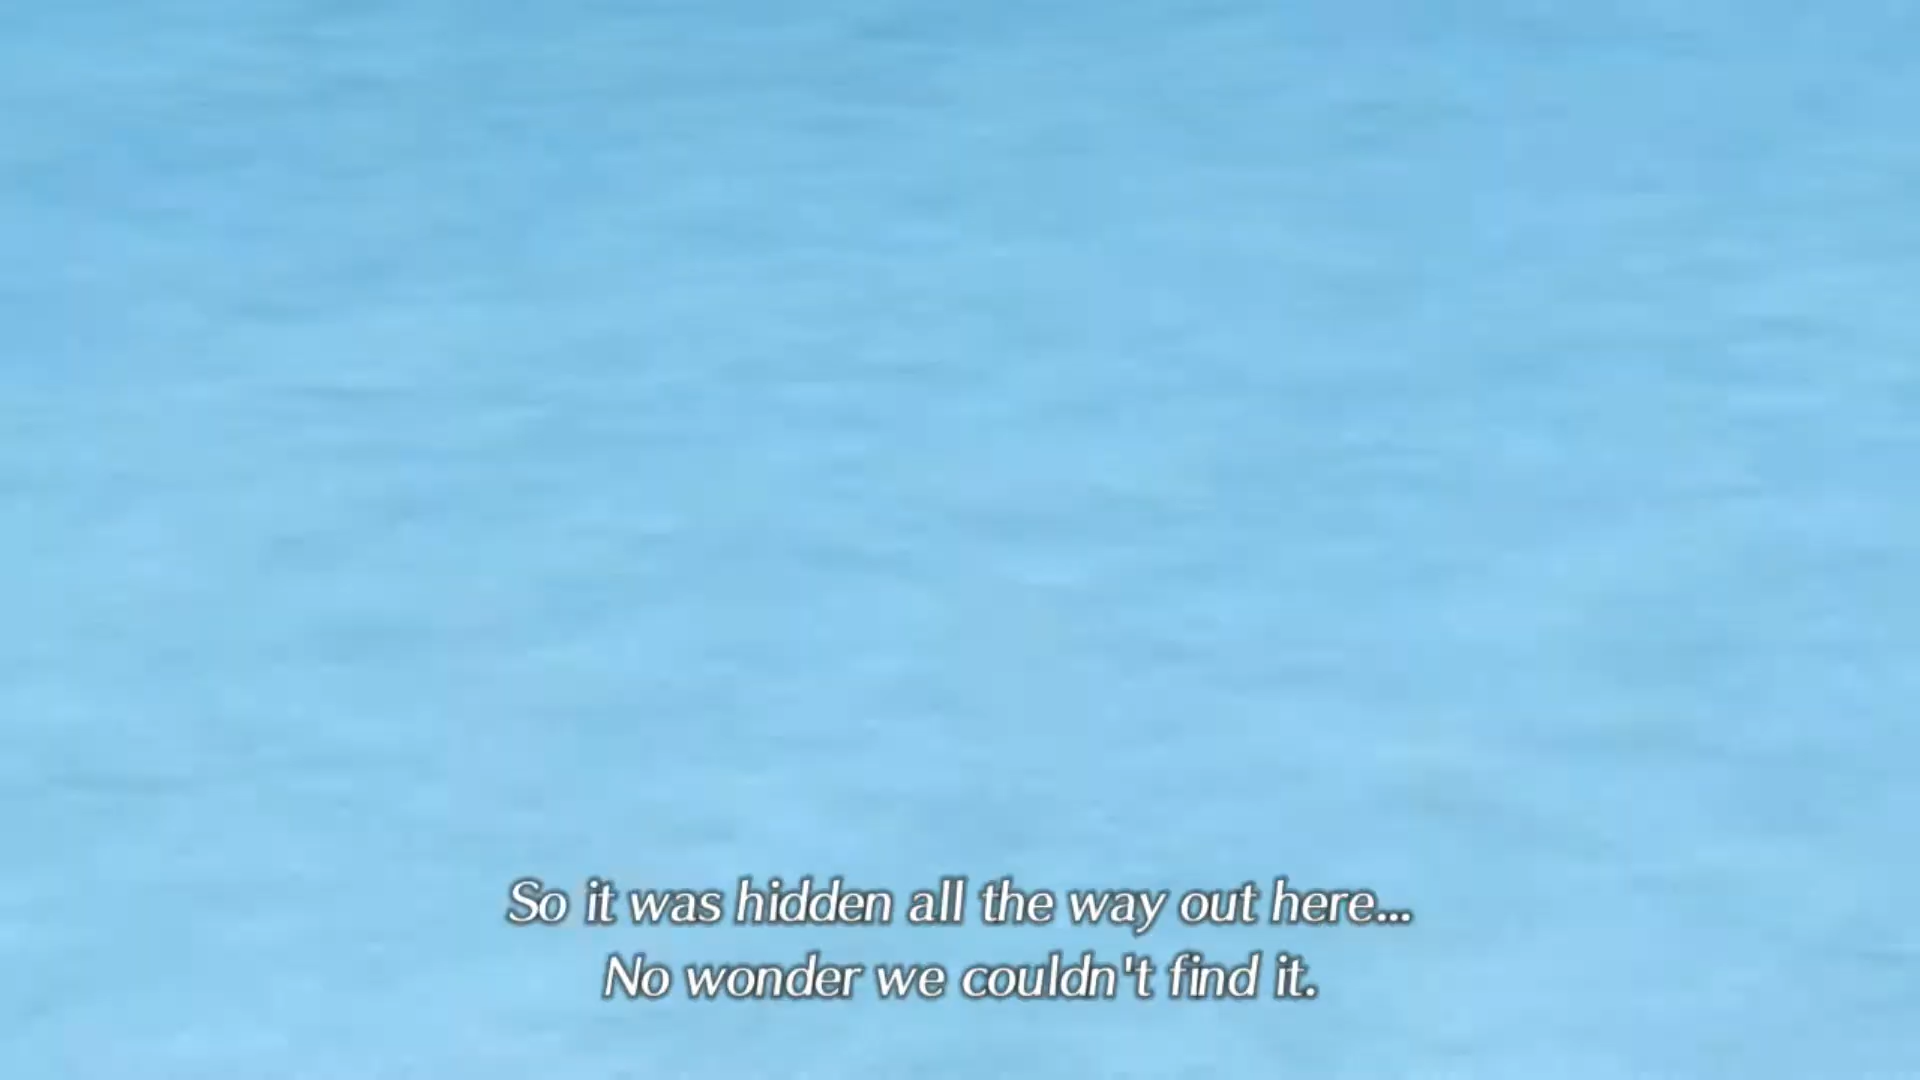 So it was hidden all the way out here...
No wonder we couldn't find it.